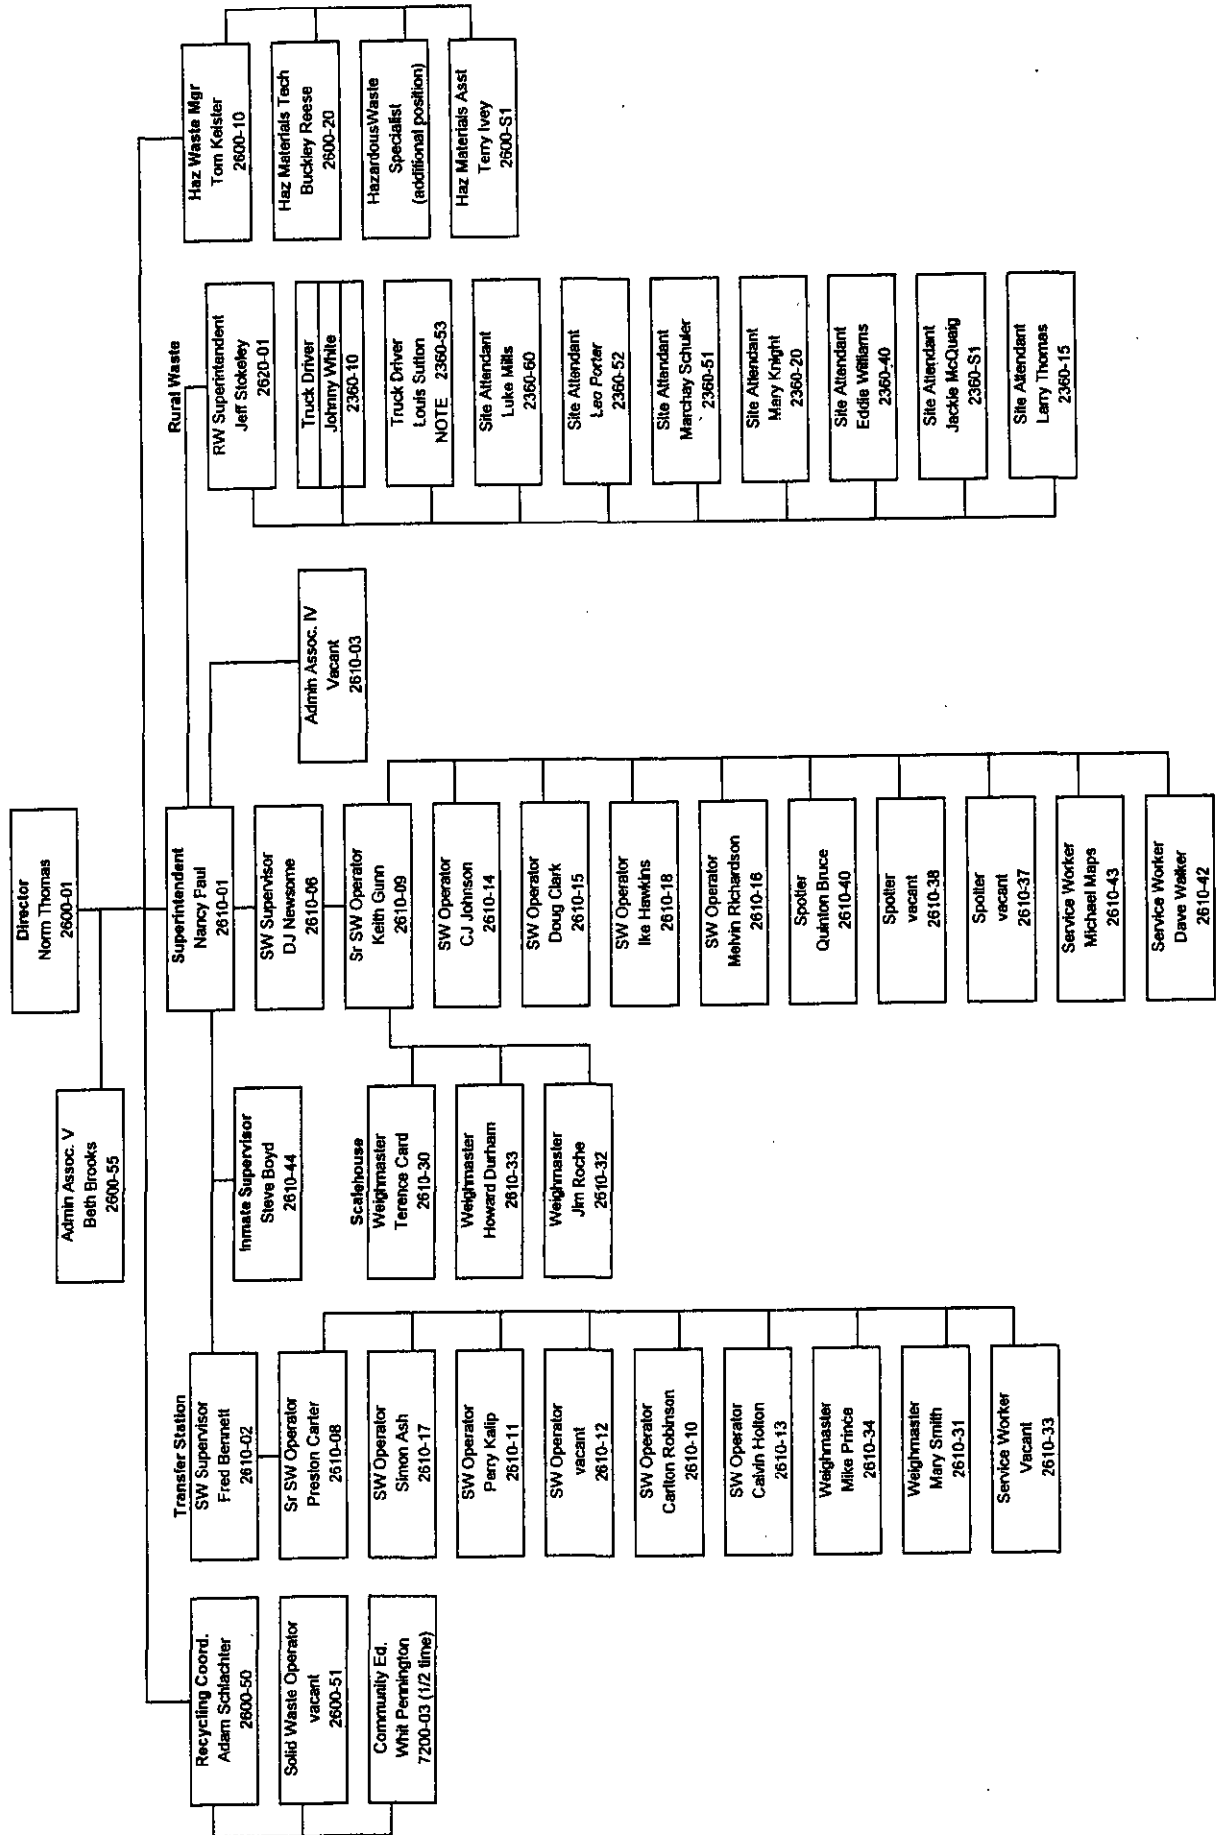 Director
Norm Thomas
2600-01
Admin Assoc. V
Beth Brooks
2600-55
Recycling Coord.
Adam Schlachter
2600-50
Solid Waste Operator
vacant
2600-51
Community Ed.
Whit Pennington
7200-03 (1/2 time)
Transfer Station
SW Supervisor
Fred Bennett
2610-02
Sr SW Operator
Preston Carter
2610-08
SW Operator
Simon Ash
2610-17
SW Operator
Perry Kalip
2610-11
SW Operator
vacant
2610-12
SW Operator
Carlton Robinson
2610-10
SW Operator
Calvin Holton
2610-13
Weighmaster
Mike Prince
2610-34
Weighmaster
Mary Smith
2610-31
Service Worker
Vacant
2610-33
Inmate Supervisor
Steve Boyd
2610-44
Scalehouse
Weighmaster
Terence Card
2610-30
Weighmaster
Howard Durham
2610-33
Weighmaster
Jim Roche
2610-32
Superintendent
Nancy Paul
2610-01
SW Supervisor
DJ Newsome
2610-06
Sr SW Operator
Keith Gunn
2610-09
SW Operator
CJ Johnson
2610-14
SW Operator
Doug Clark
2610-15
SW Operator
Ike Hawkins
2610-18
SW Operator
Melvin Richardson
2610-16
Spotter
Quinton Bruce
2610-40
Spotter
vacant
2610-38
Spotter
vacant
2610-37
Service Worker
Michael Maps
2610-43
Service Worker
Dave Walker
2610-42
Admin Assoc. IV
Vacant
2610-03
Rural Waste
RW Superintendent
Jeff Stokeley
2620-01
Truck Driver
Johnny White
2360-10
Truck Driver
Louis Sutton
NOTE 2360-53
Site Attendant
Luke Mills
2360-60
Site Attendant
Leo Porter
2360-52
Site Attendant
Marchay Schuler
2360-51
Site Attendant
Mary Knight
2360-20
Site Attendant
Eddie Williams
2360-40
Site Attendant
Jackie McQuaig
2360-S1
Site Attendant
Larry Thomas
2360-15
Haz Waste Mgr
Tom Kelster
2600-10
Haz Materials Tech
Buckley Reese
2600-20
HazardousWaste
Specialist
(additional position)
Haz Materials Asst
Terry Ivey
2600-S1